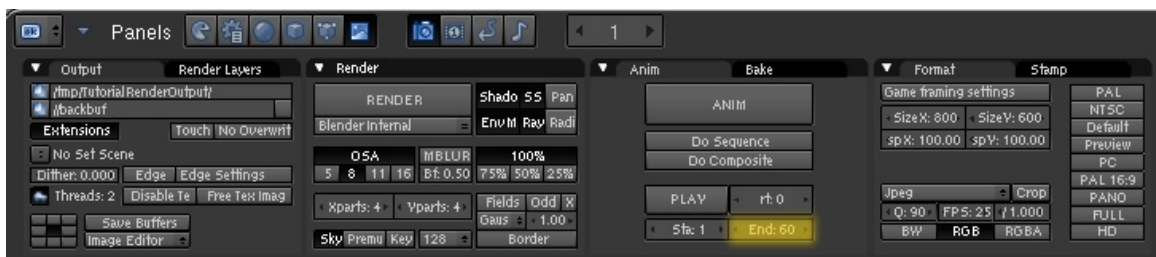 Panels 1
Output Render Layers
/tmp/TutorialRenderOutput/
//backbuf
Extensions Touch No Overwrit
No Set Scene
Dither: 0.000 Edge Edge Settings
Threads: 2 Disable Te Free Tex Imag
Save Buffers
Image Editor
Render
RENDER Shado SS Pan
Blender Internal EnvM Ray Radi
OSA MBLUR 100%
5 8 11 16 Bf: 0.50 75% 50% 25%
Xparts: 4 Yparts: 4 Fields Odd X
Gaus 1.00
Sky Premu Key 128 Border
Anim Bake
ANIM
Do Sequence
Do Composite
PLAY rt: 0
Sta: 1 End: 60
Format Stamp
Game framing settings
SizeX: 800 SizeY: 600
spX: 100.00 spY: 100.00
Jpeg Crop
Q: 90 FPS: 25 /1.000
BW RGB RGBA
PAL
NTSC
Default
Preview
PC
PAL 16:9
PANO
FULL
HD